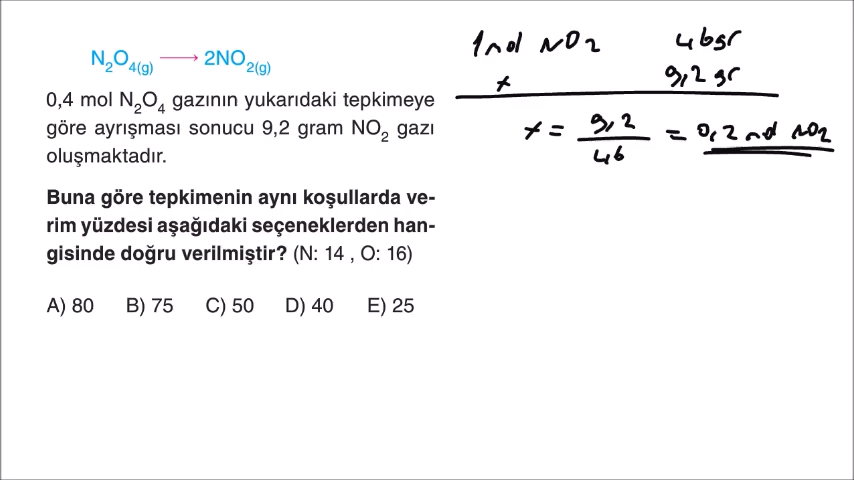 N₂O₄(g) ⟶ 2NO₂(g)
0,4 mol N₂O₄ gazının yukarıdaki tepkimeye
göre ayrışması sonucu 9,2 gram NO₂ gazı
oluşmaktadır.
Buna göre tepkimenin aynı koşullarda ve-
rim yüzdesi aşağıdaki seçeneklerden han-
gisinde doğru verilmiştir? (N: 14 , O: 16)
A) 80 B) 75 C) 50 D) 40 E) 25
1 mol NO₂ 46gr
x 9,2 gr
x = 9,2/46 = 0,2 mol NO₂